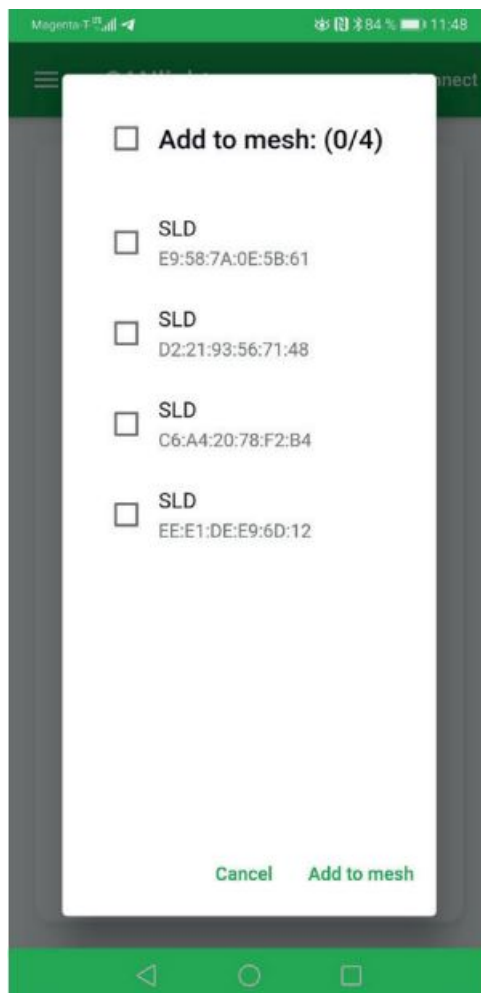 Magenta-T 84 % 11:48
Add to mesh: (0/4)
SLD
E9:58:7A:0E:5B:61
SLD
D2:21:93:56:71:48
SLD
C6:A4:20:78:F2:B4
SLD
EE:E1:DE:E9:6D:12
Cancel Add to mesh